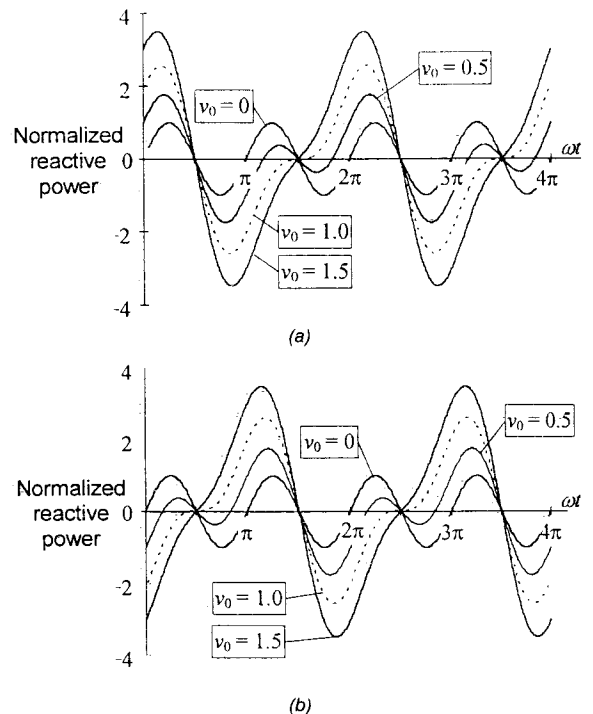 4
v₀ = 0.5
2
v₀ = 0
Normalized
reactive
power
ωt
0
π
2π
3π
4π
-2
v₀ = 1.0
v₀ = 1.5
-4
(a)
4
v₀ = 0.5
v₀ = 0
2
Normalized
reactive
power
ωt
0
π
2π
3π
4π
-2
v₀ = 1.0
v₀ = 1.5
-4
(b)